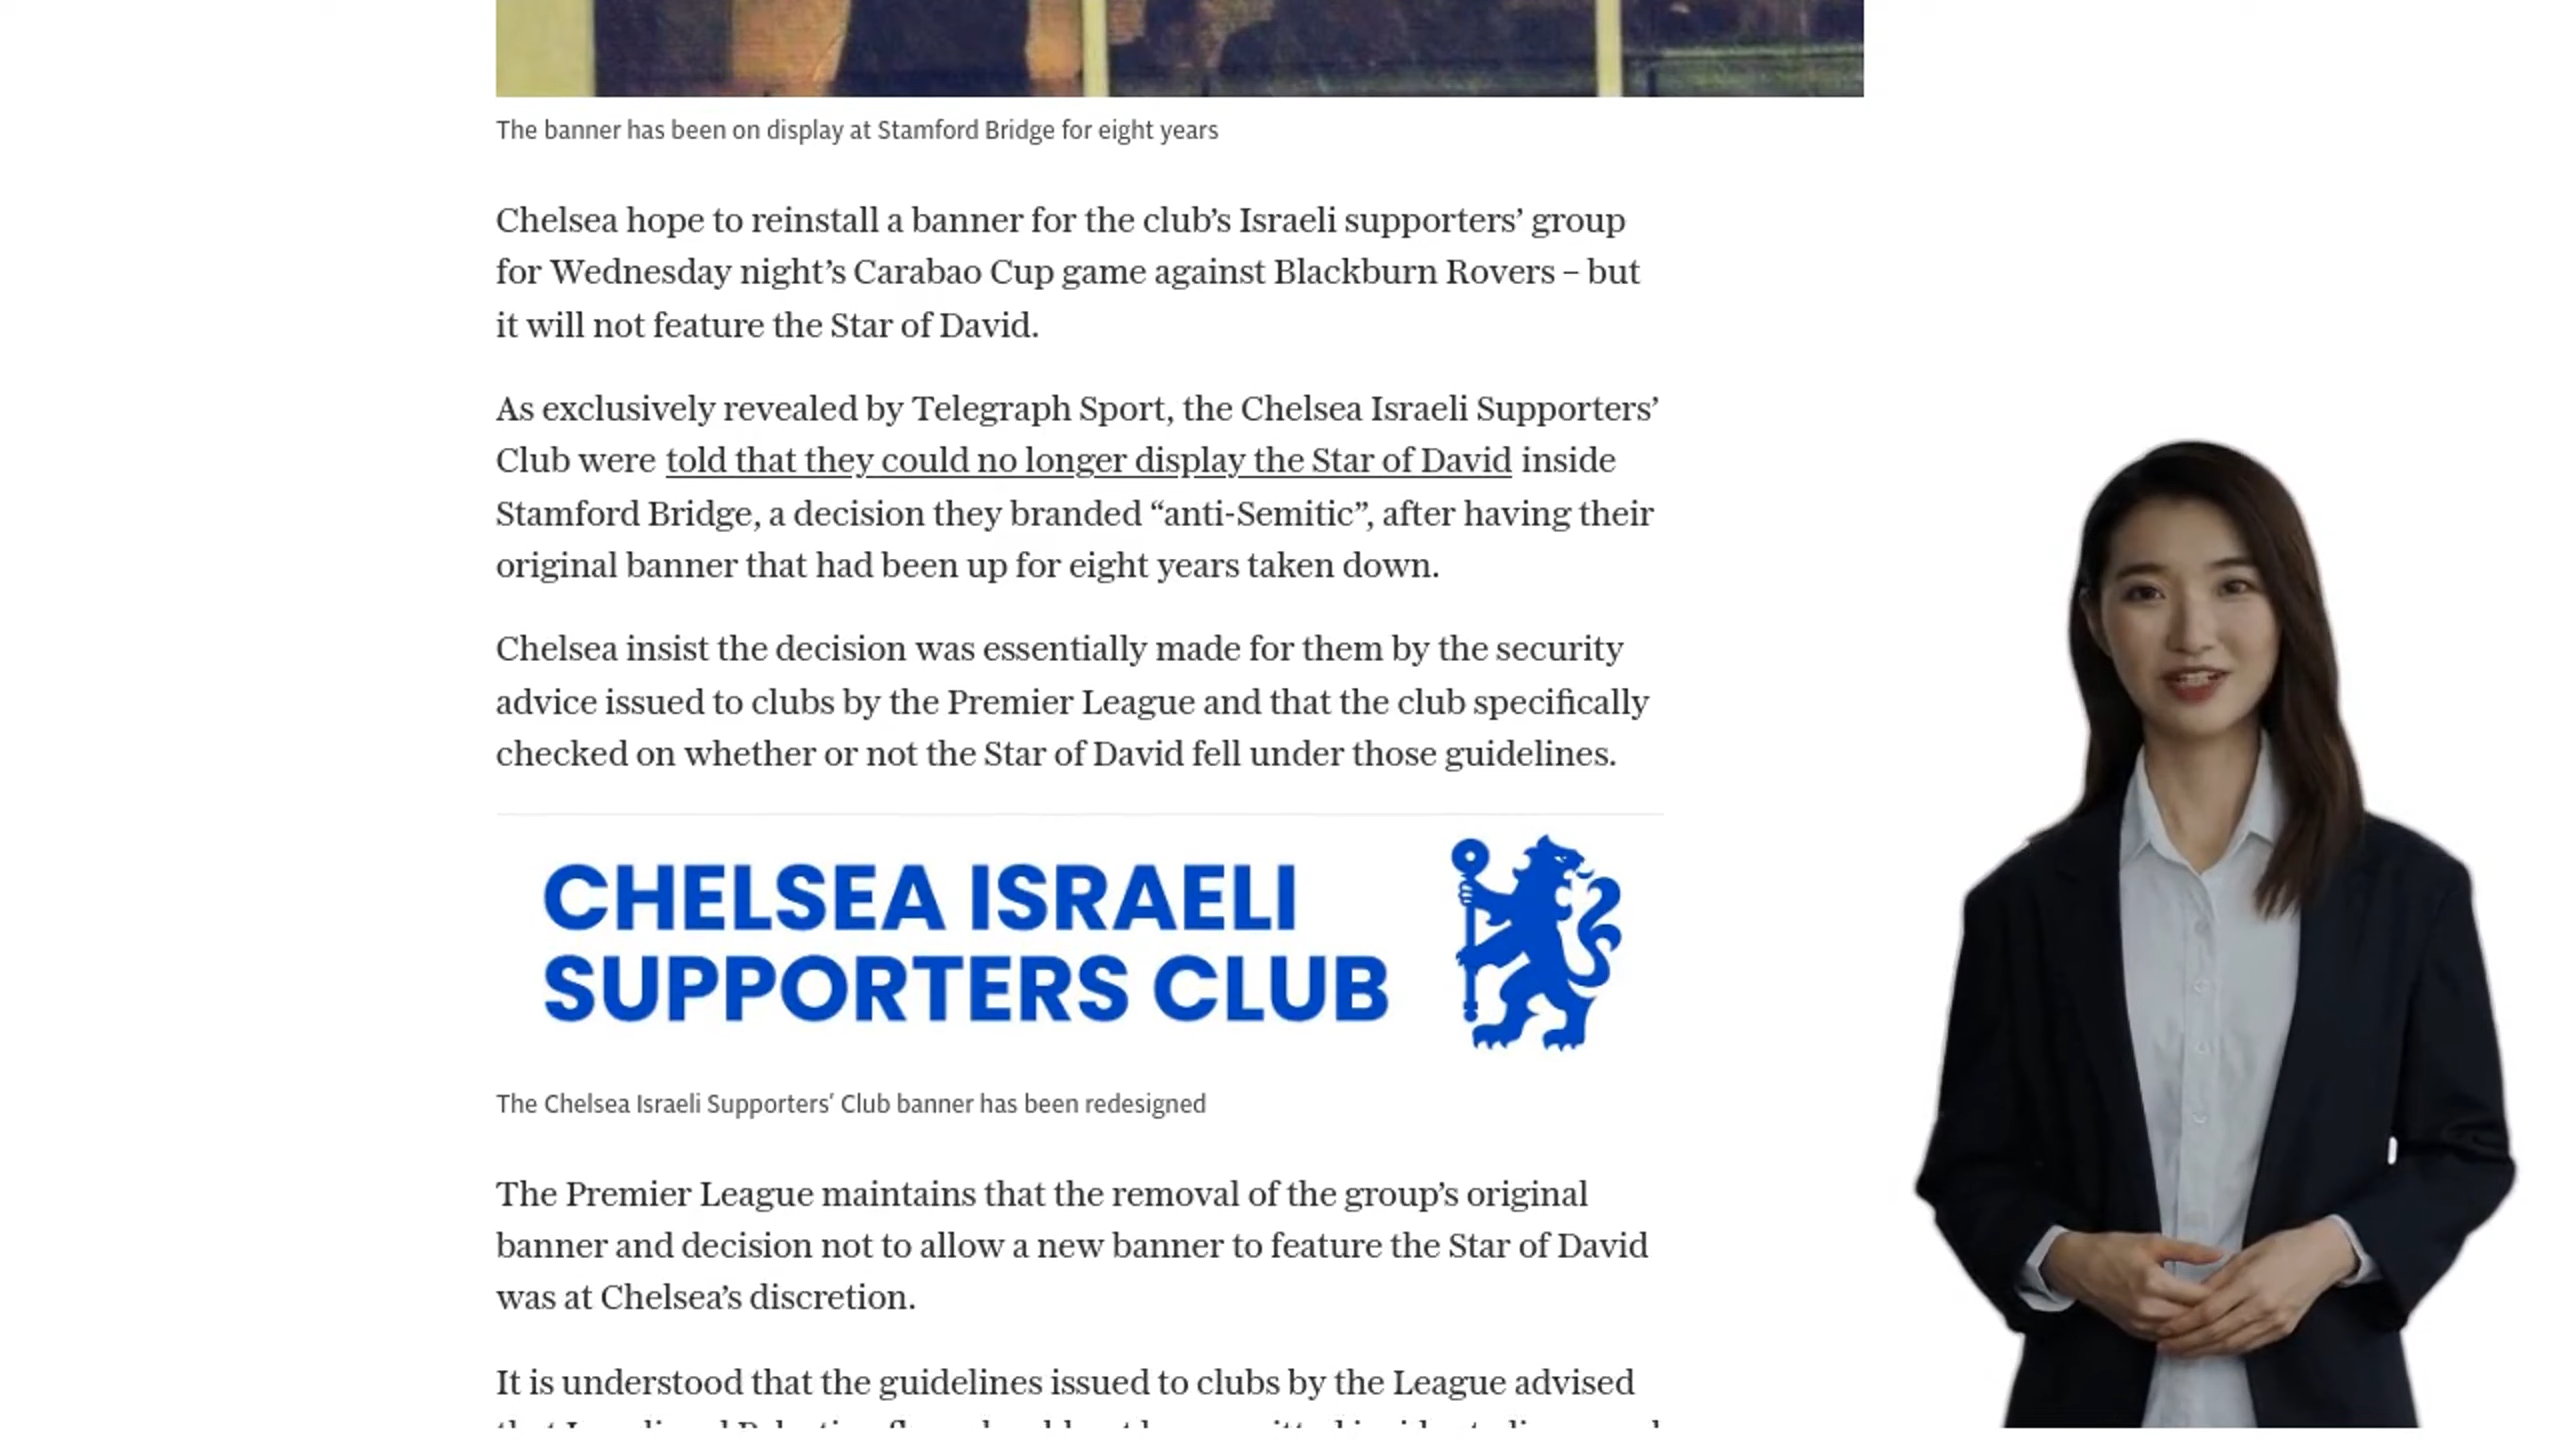 The banner has been on display at Stamford Bridge for eight years
Chelsea hope to reinstall a banner for the club’s Israeli supporters’ group
for Wednesday night’s Carabao Cup game against Blackburn Rovers – but
it will not feature the Star of David.
As exclusively revealed by Telegraph Sport, the Chelsea Israeli Supporters’
Club were told that they could no longer display the Star of David inside
Stamford Bridge, a decision they branded “anti-Semitic”, after having their
original banner that had been up for eight years taken down.
Chelsea insist the decision was essentially made for them by the security
advice issued to clubs by the Premier League and that the club specifically
checked on whether or not the Star of David fell under those guidelines.
CHELSEA ISRAELI
SUPPORTERS CLUB
The Chelsea Israeli Supporters’ Club banner has been redesigned
The Premier League maintains that the removal of the group’s original
banner and decision not to allow a new banner to feature the Star of David
was at Chelsea’s discretion.
It is understood that the guidelines issued to clubs by the League advised